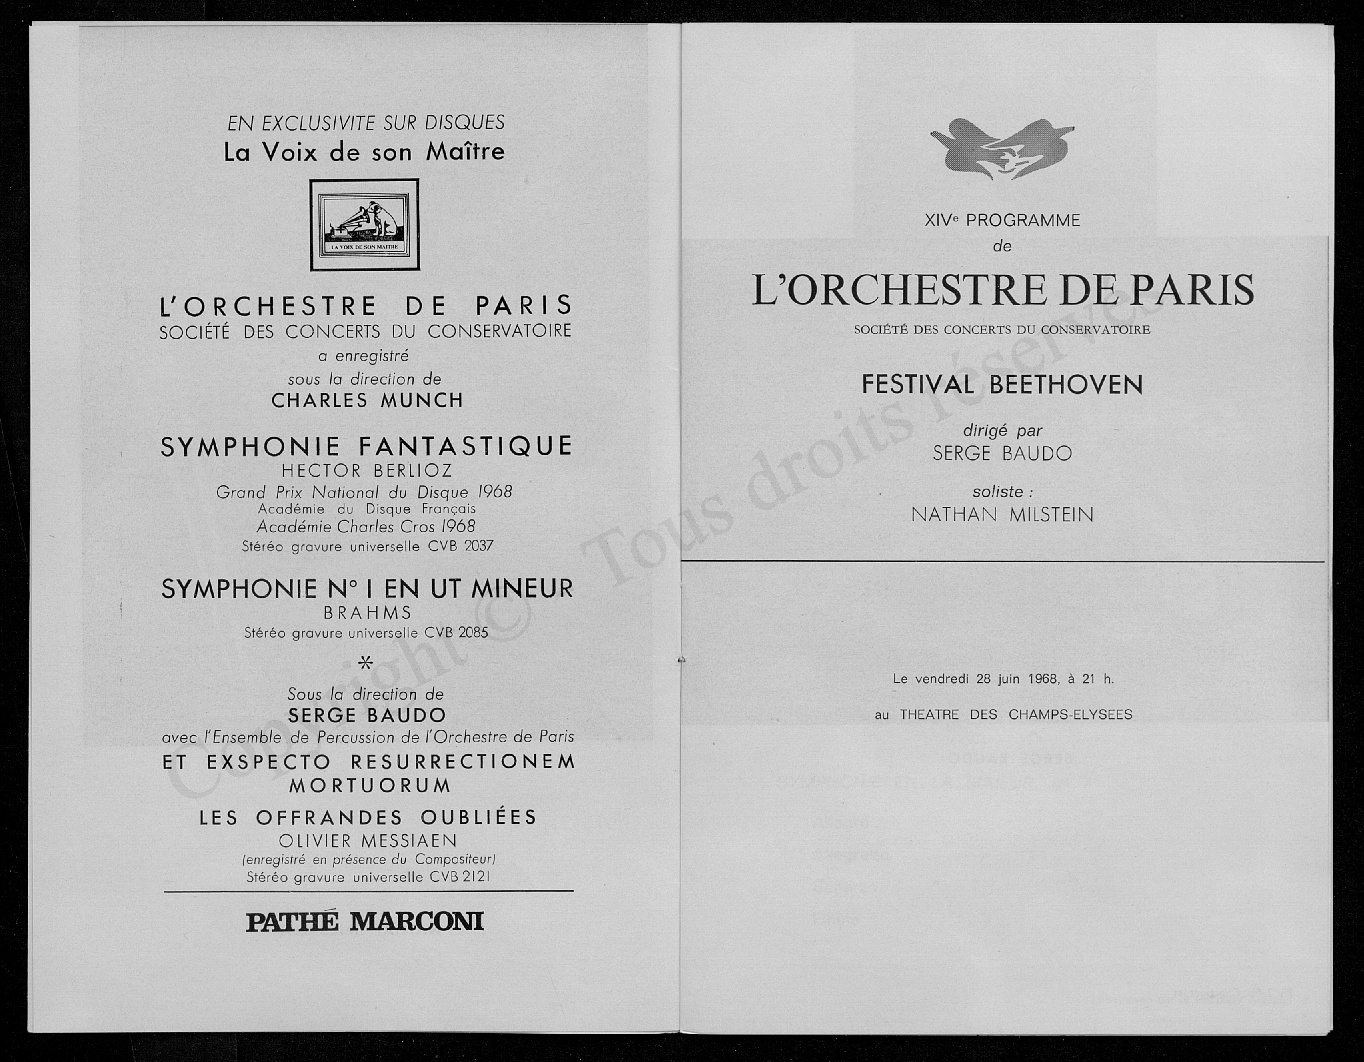 EN EXCLUSIVITE SUR DISQUES
La Voix de son Maître
LA VOIX DE SON MAITRE
L'ORCHESTRE DE PARIS
SOCIÉTÉ DES CONCERTS DU CONSERVATOIRE
a enregistré
sous la direction de
CHARLES MUNCH
SYMPHONIE FANTASTIQUE
HECTOR BERLIOZ
Grand Prix National du Disque 1968
Académie du Disque Français
Académie Charles Cros 1968
Stéréo gravure universelle CVB 2037
SYMPHONIE N° 1 EN UT MINEUR
BRAHMS
Stéréo gravure universelle CVB 2085
*
Sous la direction de
SERGE BAUDO
avec l'Ensemble de Percussion de l'Orchestre de Paris
ET EXSPECTO RESURRECTIONEM
MORTUORUM
LES OFFRANDES OUBLIÉES
OLIVIER MESSIAEN
(enregistré en présence du Compositeur)
Stéréo gravure universelle CVB 2121
PATHÉ MARCONI
XIVe PROGRAMME
de
L'ORCHESTRE DE PARIS
SOCIÉTÉ DES CONCERTS DU CONSERVATOIRE
FESTIVAL BEETHOVEN
dirigé par
SERGE BAUDO
soliste :
NATHAN MILSTEIN
Le vendredi 28 juin 1968, à 21 h.
au THEATRE DES CHAMPS-ELYSEES
Copyright © Tous droits réservés